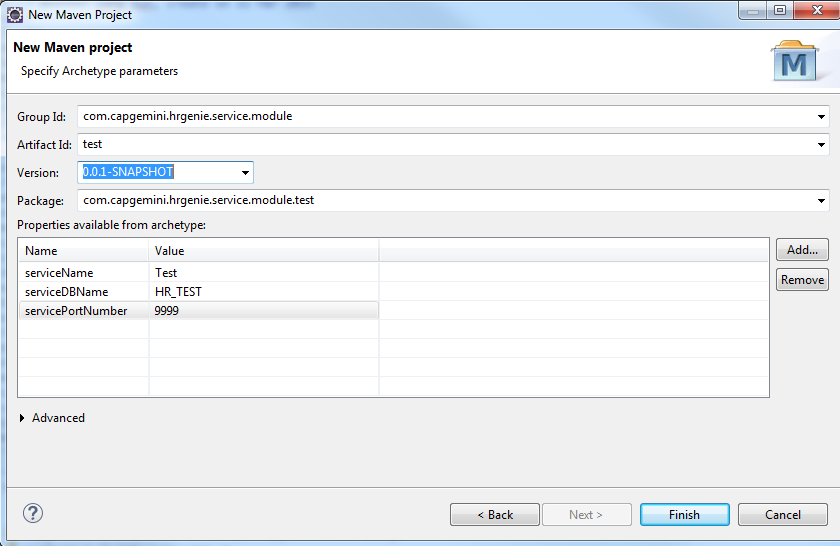 New Maven Project
New Maven project
Specify Archetype parameters
M
Group Id: com.capgemini.hrgenie.service.module
Artifact Id: test
Version: 0.0.1-SNAPSHOT
Package: com.capgemini.hrgenie.service.module.test
Properties available from archetype:
Name Value Add...
serviceName Test
serviceDBName HR_TEST Remove
servicePortNumber 9999
Advanced
? < Back Next > Finish Cancel